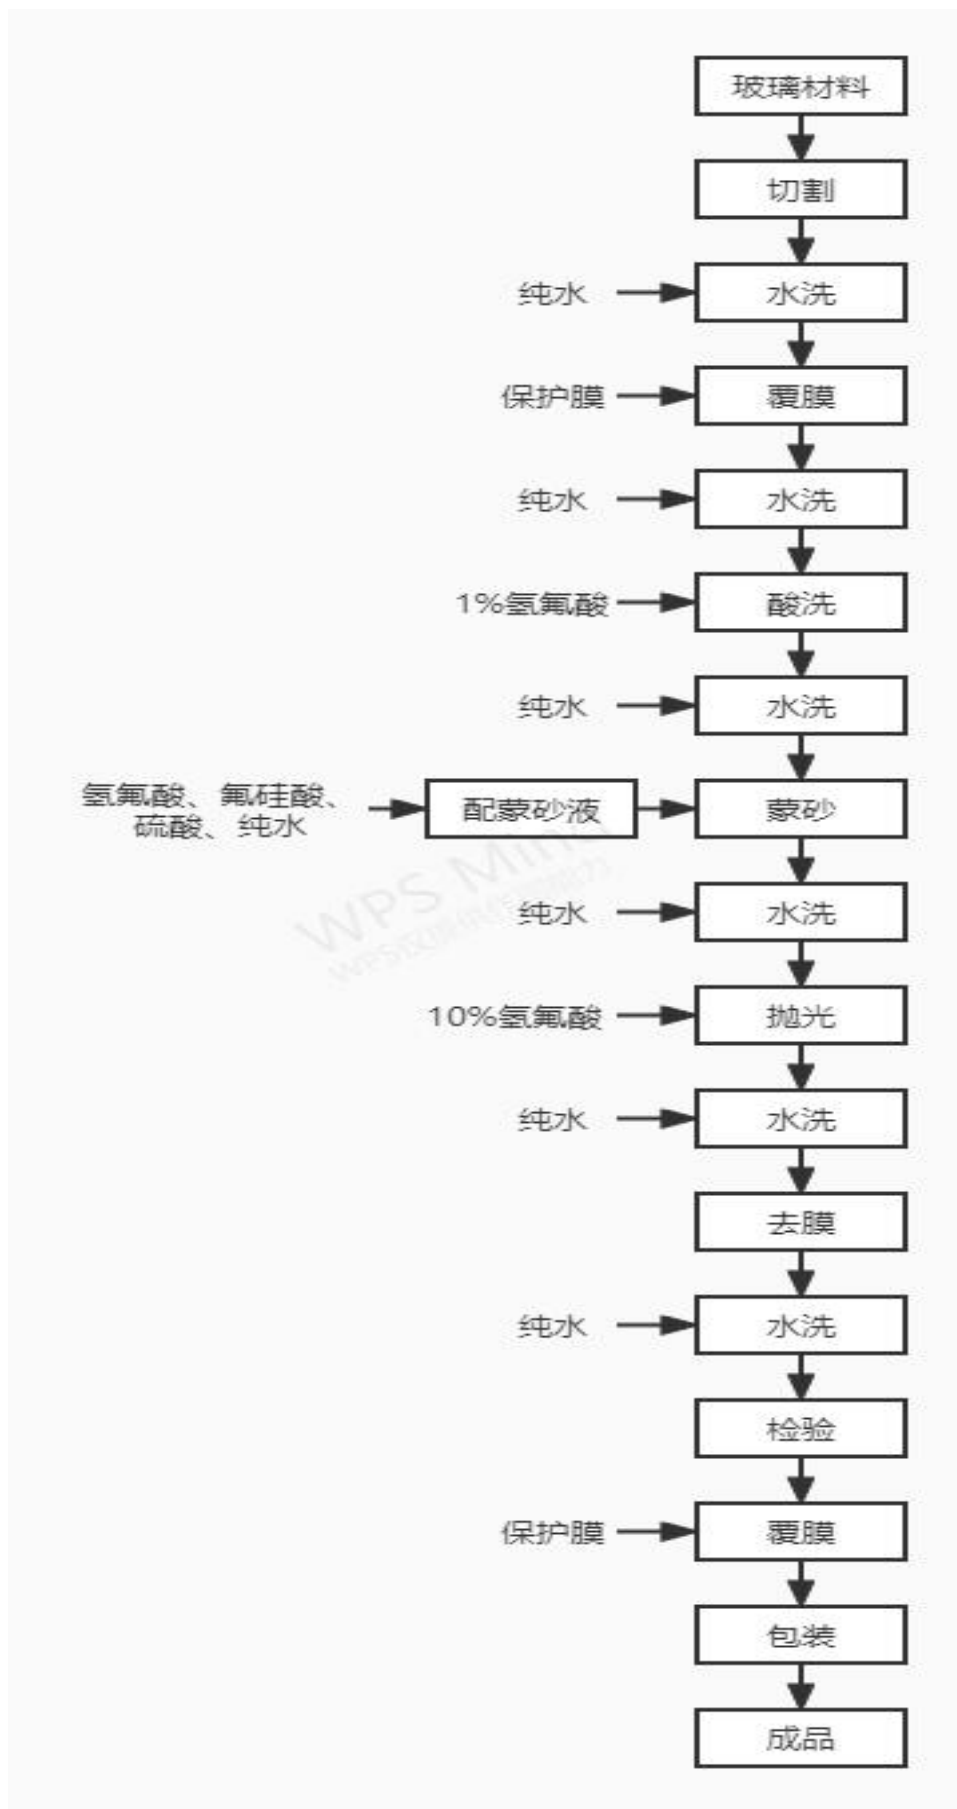 玻璃材料
切割
纯水
水洗
保护膜
覆膜
纯水
水洗
1%氢氟酸
酸洗
纯水
水洗
氢氟酸、氟硅酸、
硫酸、纯水
配蒙砂液
蒙砂
纯水
水洗
10%氢氟酸
抛光
纯水
水洗
去膜
纯水
水洗
检验
保护膜
覆膜
包装
成品
WPS Mind